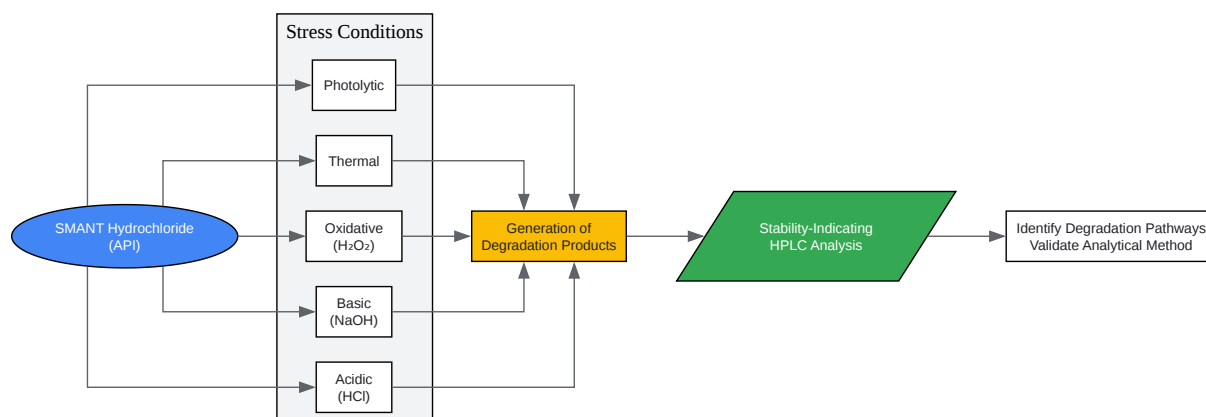 Stress Conditions
Photolytic
Thermal
SMANT Hydrochloride
(API)
Oxidative
(H₂O₂)
Generation of
Degradation Products
Stability-Indicating
HPLC Analysis
Identify Degradation Pathways
Validate Analytical Method
Basic
(NaOH)
Acidic
(HCl)